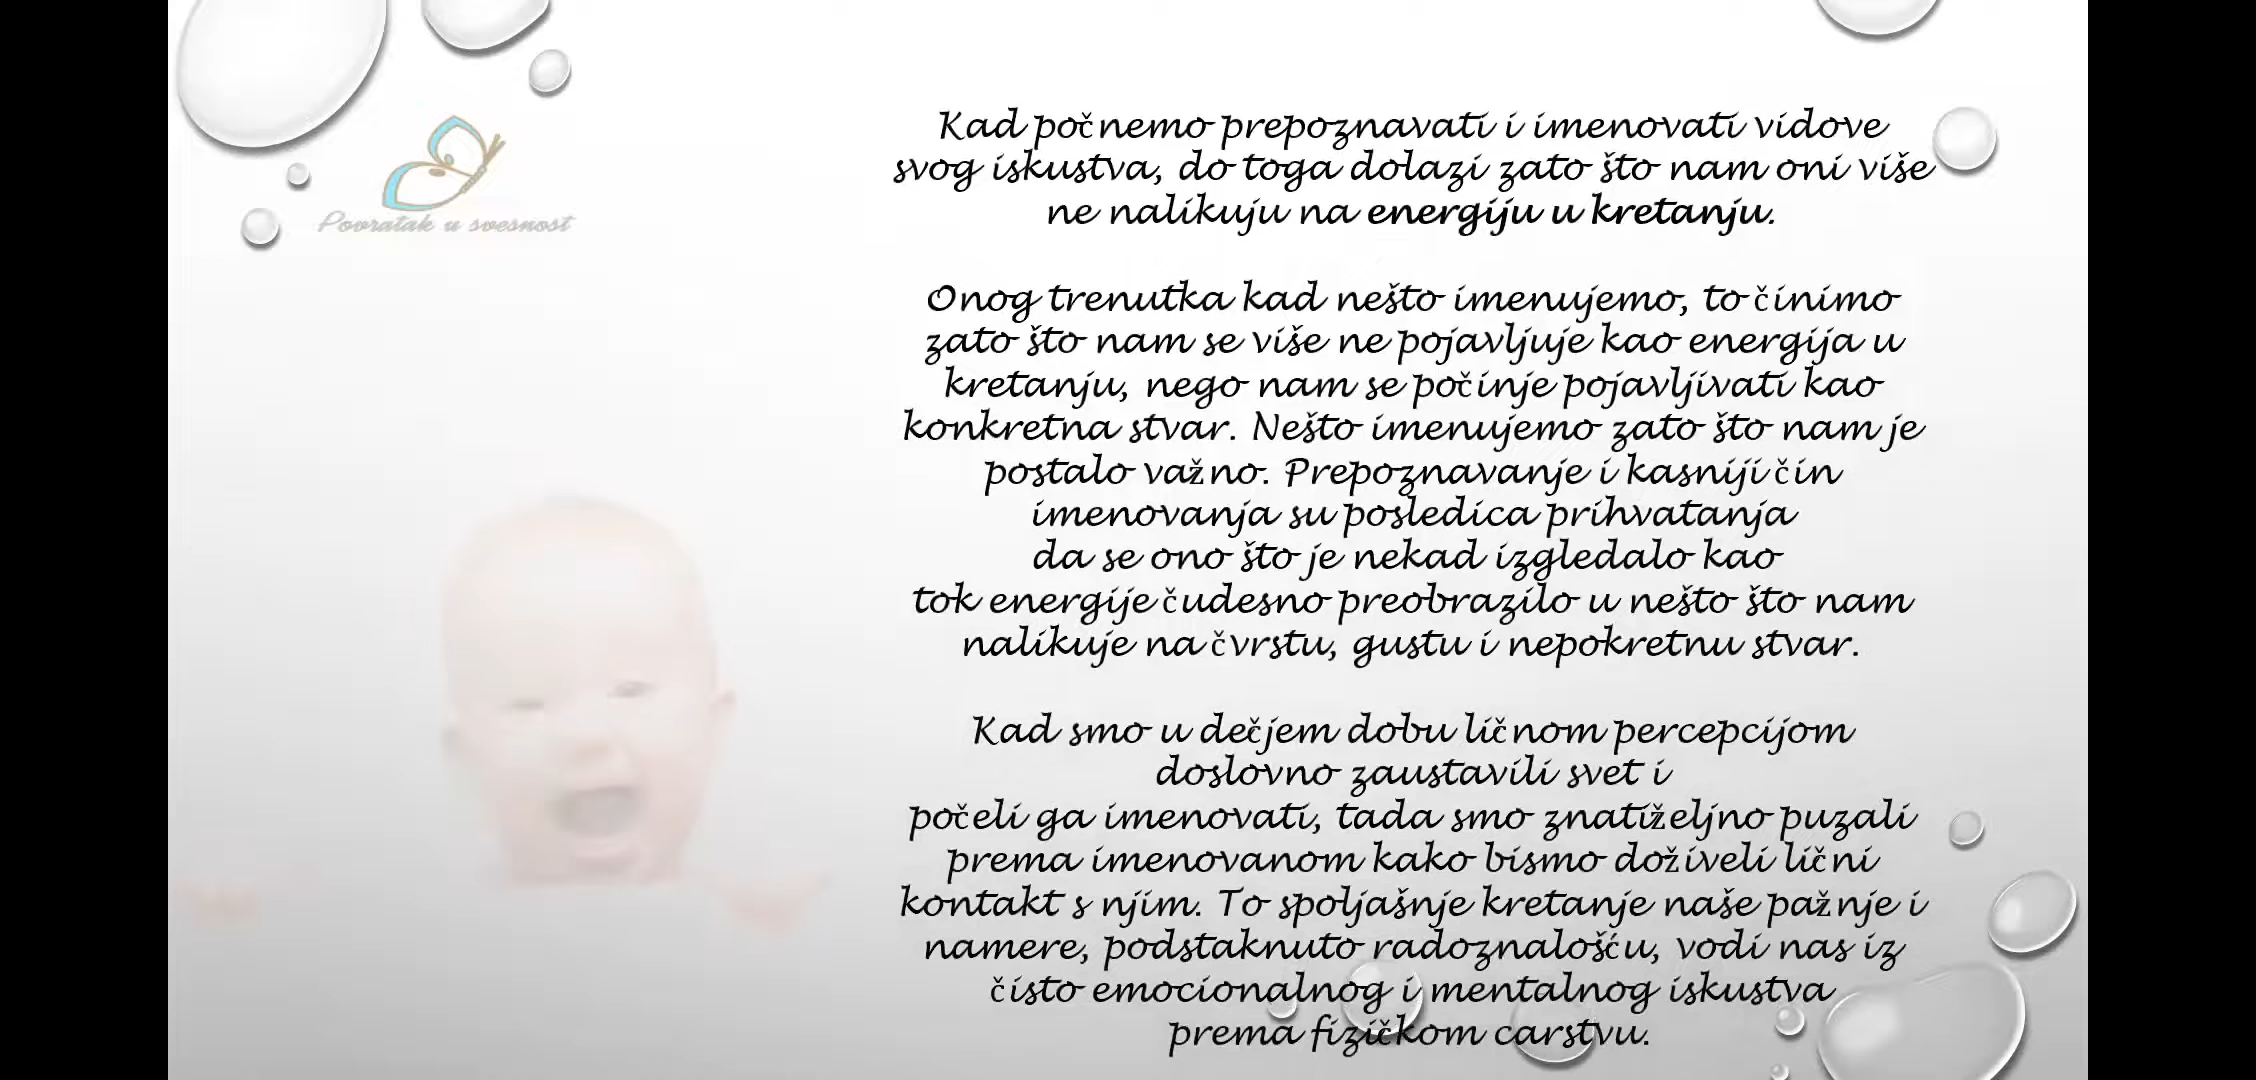 Povratak u svesnost
Kad počnemo prepoznavati i imenovati vidove
svog iskustva, do toga dolazi zato što nam oni više
ne nalikuju na energiju u kretanju.
Onog trenutka kad nešto imenujemo, to činimo
zato što nam se više ne pojavljuje kao energija u
kretanju, nego nam se počinje pojavljivati kao
konkretna stvar. Nešto imenujemo zato što nam je
postalo važno. Prepoznavanje i kasniji čin
imenovanja su posledica prihvatanja
da se ono što je nekad izgledalo kao
tok energije čudesno preobrazilo u nešto što nam
nalikuje na čvrstu, gustu i nepokretnu stvar.
Kad smo u dečjem dobu ličnom percepcijom
doslovno zaustavili svet i
počeli ga imenovati, tada smo znatiželjno puzali
prema imenovanom kako bismo doživeli lični
kontakt s njim. To spoljašnje kretanje naše pažnje i
namere, podstaknuto radoznalošću, vodi nas iz
čisto emocionalnog i mentalnog iskustva
prema fizičkom carstvu.